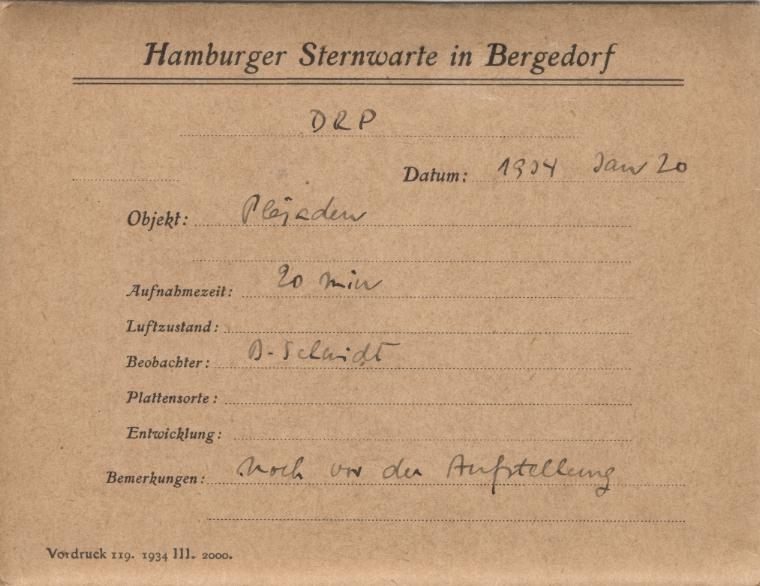 Hamburger Sternwarte in Bergedorf
DRP
Datum: 1934 Jan 20
Objekt: Plejaden
Aufnahmezeit: 20 min
Luftzustand:
Beobachter: B. Schmidt
Plattensorte:
Entwicklung:
Bemerkungen: Noch vor der Aufstellung
Vordruck 119. 1934 III. 2000.